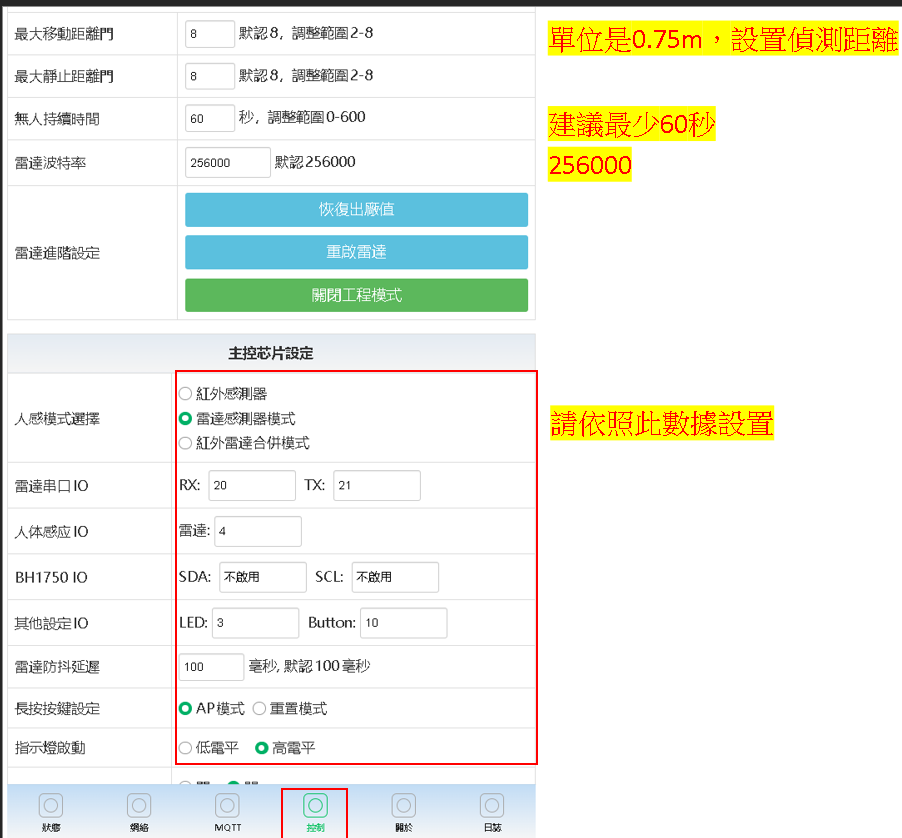 最大移動距離門 8 默認8，調整範圍2-8 單位是0.75m，設置偵測距離
最大靜止距離門 8 默認8，調整範圍2-8
無人持續時間 60 秒，調整範圍0-600 建議最少60秒
雷達波特率 256000 默認256000 256000
雷達進階設定
恢復出廠值
重啟雷達
關閉工程模式
主控芯片設定
人感模式選擇
紅外感測器
雷達感測器模式
紅外雷達合併模式
請依照此數據設置
雷達串口IO RX: 20 TX: 21
人体感应IO 雷達: 4
BH1750 IO SDA: 不啟用 SCL: 不啟用
其他設定IO LED: 3 Button: 10
雷達防抖延遲 100 毫秒, 默認100毫秒
長按按鍵設定 AP模式 重置模式
指示燈啟動 低電平 高電平
狀態 網絡 MQTT 控制 關於 日誌